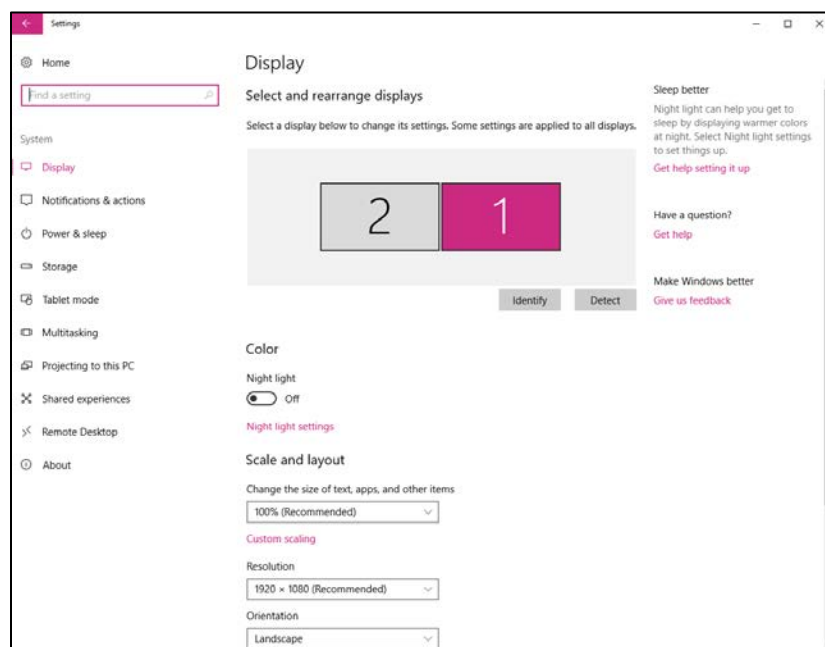 Settings
Home
Find a setting
System
Display
Notifications & actions
Power & sleep
Storage
Tablet mode
Multitasking
Projecting to this PC
Shared experiences
Remote Desktop
About
Display
Select and rearrange displays
Select a display below to change its settings. Some settings are applied to all displays.
2 1
Identify Detect
Color
Night light
Off
Night light settings
Scale and layout
Change the size of text, apps, and other items
100% (Recommended)
Custom scaling
Resolution
1920 × 1080 (Recommended)
Orientation
Landscape
Sleep better
Night light can help you get to
sleep by displaying warmer colors
at night. Select Night light settings
to set things up.
Get help setting it up
Have a question?
Get help
Make Windows better
Give us feedback